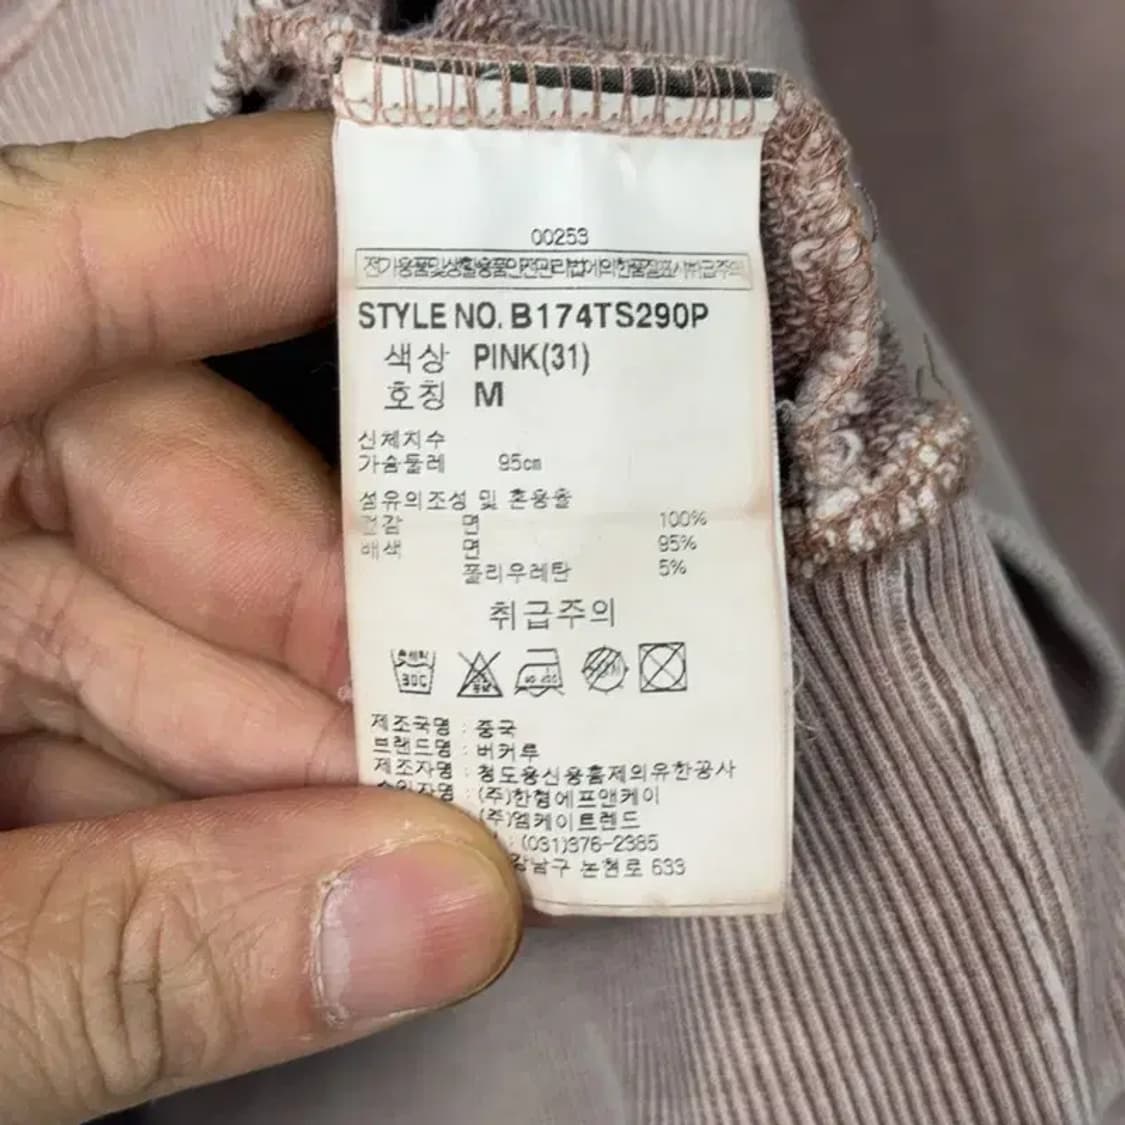 00253
전기용품및생활용품안전관리법에의한품질표시취급주의
STYLE NO. B174TS290P
색상 PINK(31)
호칭 M
신체치수
가슴둘레 95cm
섬유의조성 및 혼용율
겉감 면 100%
배색 면 95%
폴리우레탄 5%
취급주의
제조국명 : 중국
브랜드명 : 버커루
제조자명 : 청도용신용흠제의유한공사
: (주)한형에프앤케이
(주)엠케이트렌드
: (031)376-2385
강남구 논현로 633